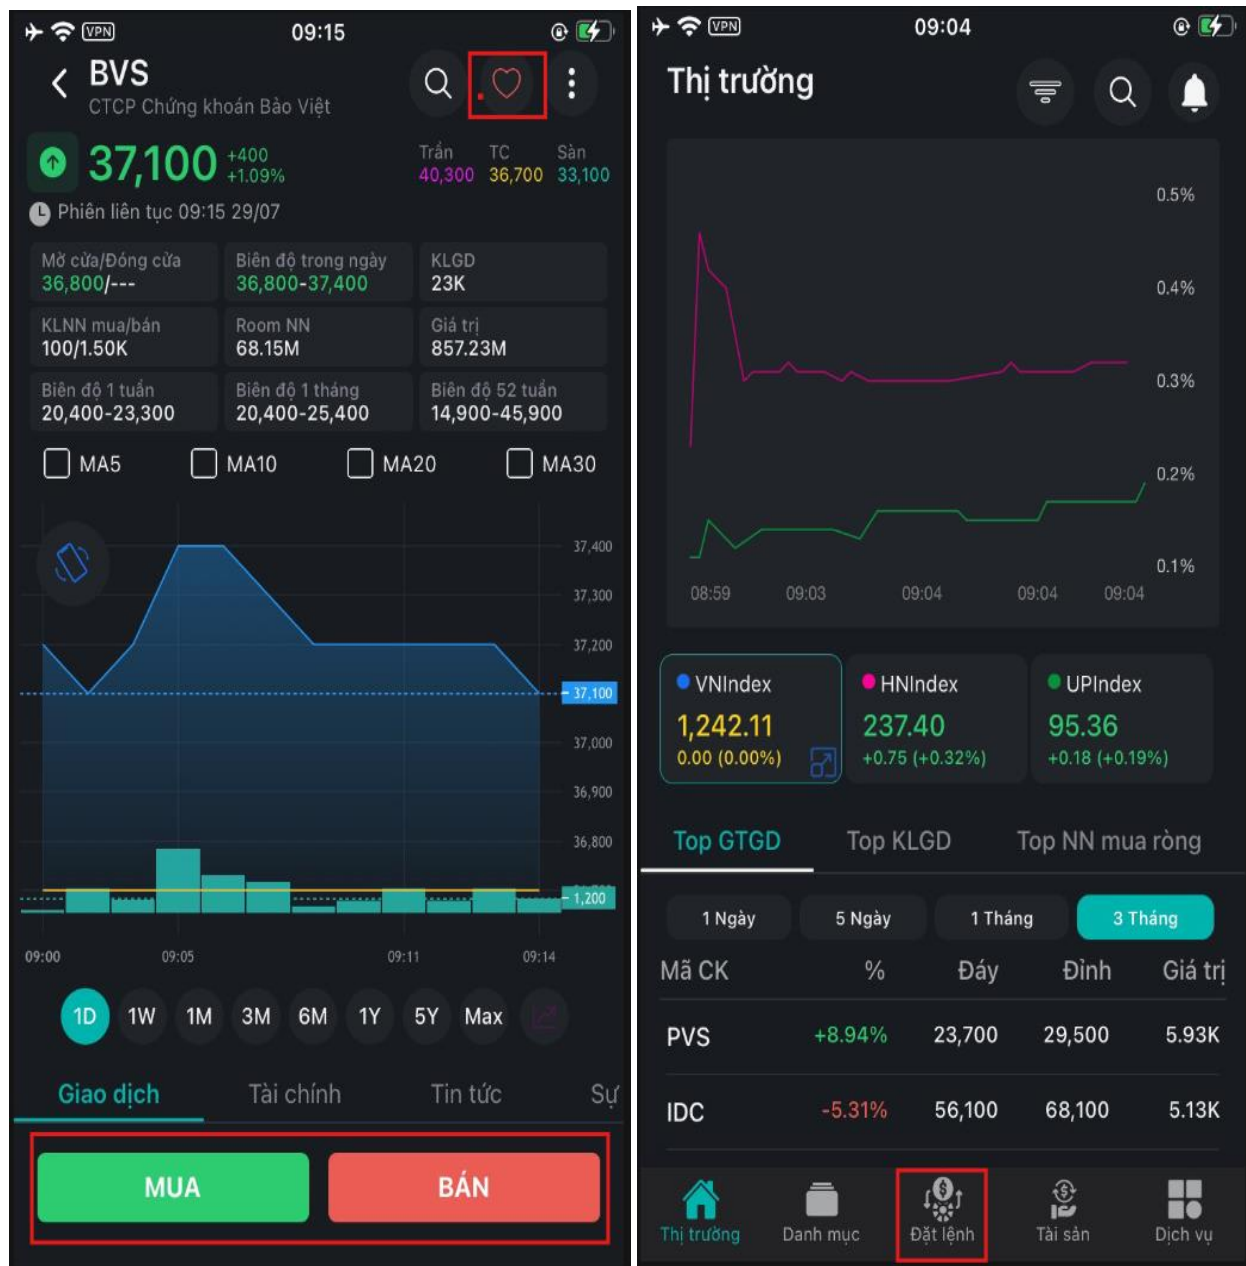 VPN
09:15
BVS
CTCP Chứng khoán Bảo Việt
37,100
+400
+1.09%
Trần TC Sàn
40,300 36,700 33,100
Phiên liên tục 09:15 29/07
Mở cửa/Đóng cửa Biên độ trong ngày KLGD
36,800/--- 36,800-37,400 23K
KLNN mua/bán Room NN Giá trị
100/1.50K 68.15M 857.23M
Biên độ 1 tuần Biên độ 1 tháng Biên độ 52 tuần
20,400-23,300 20,400-25,400 14,900-45,900
MA5 MA10 MA20 MA30
37,400
37,300
37,200
37,100
37,000
36,900
36,800
1,200
09:00 09:05 09:11 09:14
1D 1W 1M 3M 6M 1Y 5Y Max
Giao dịch Tài chính Tin tức Sự
MUA BÁN
VPN
09:04
Thị trường
0.5%
0.4%
0.3%
0.2%
0.1%
08:59 09:03 09:04 09:04 09:04
VNIndex HNIndex UPIndex
1,242.11 237.40 95.36
0.00 (0.00%) +0.75 (+0.32%) +0.18 (+0.19%)
Top GTGD Top KLGD Top NN mua ròng
1 Ngày 5 Ngày 1 Tháng 3 Tháng
Mã CK % Đáy Đỉnh Giá trị
PVS +8.94% 23,700 29,500 5.93K
IDC -5.31% 56,100 68,100 5.13K
Thị trường Danh mục Đặt lệnh Tài sản Dịch vụ